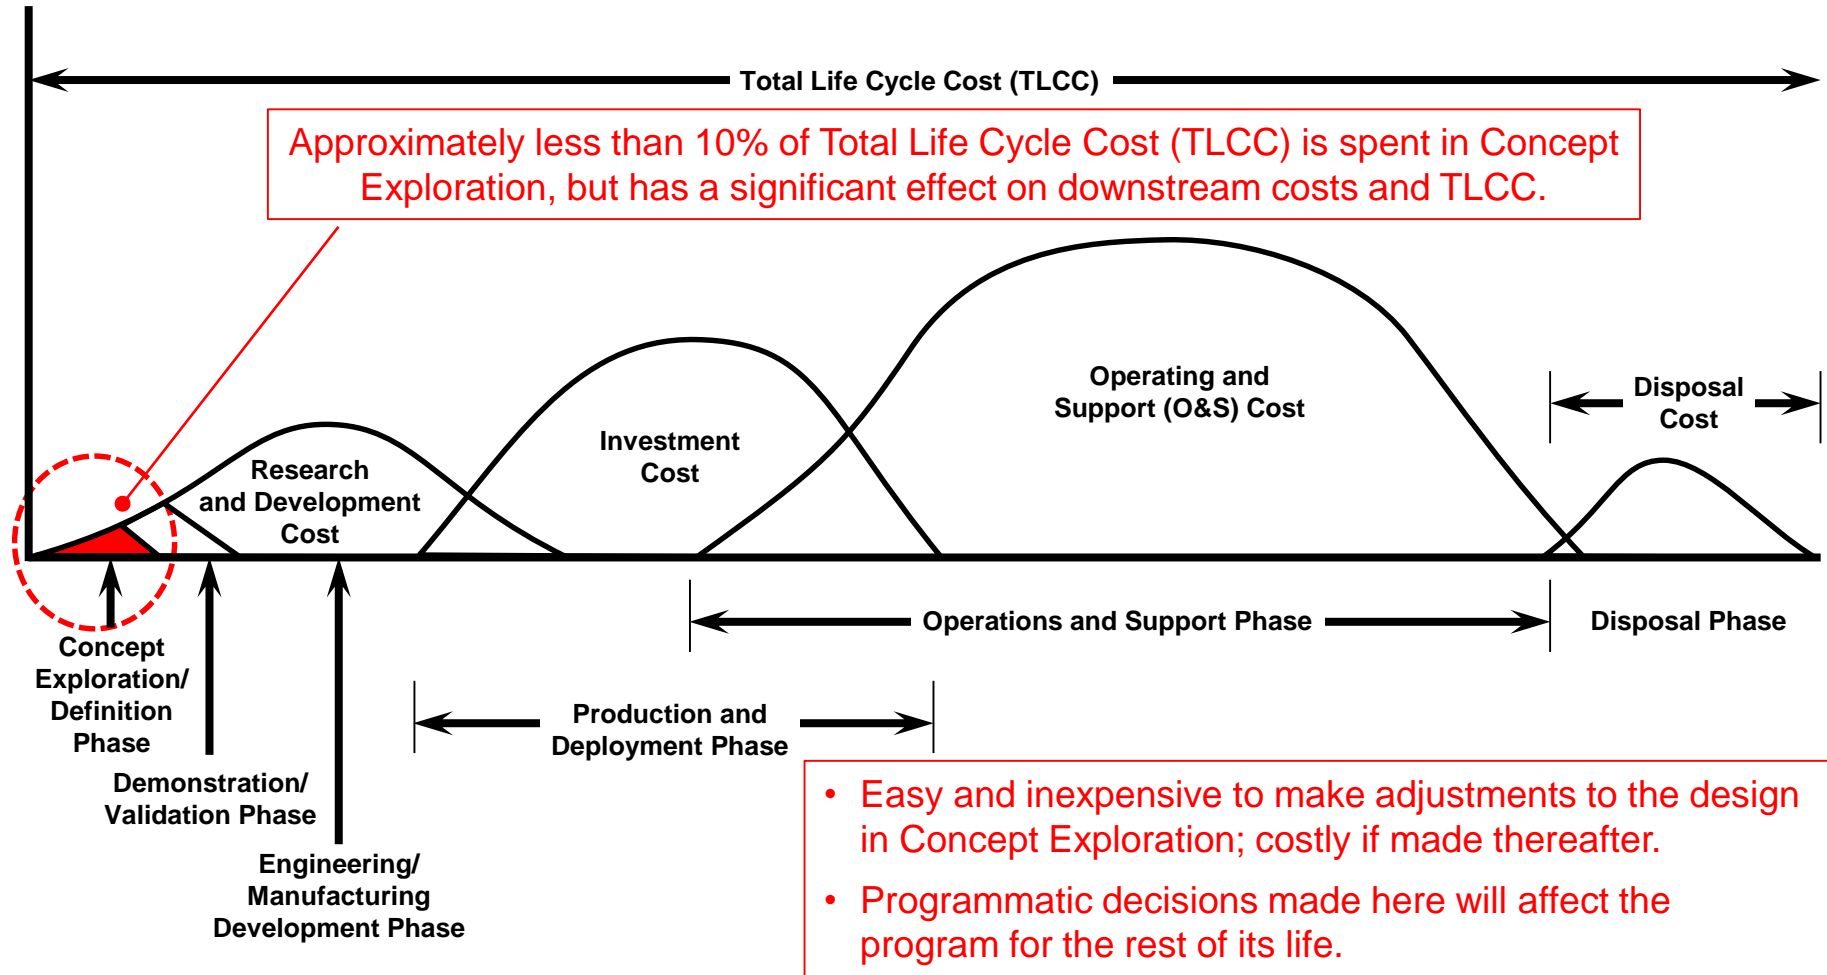 Total Life Cycle Cost (TLCC)
Approximately less than 10% of Total Life Cycle Cost (TLCC) is spent in Concept
Exploration, but has a significant effect on downstream costs and TLCC.
Research
and Development
Cost
Investment
Cost
Operating and
Support (O&S) Cost
Disposal
Cost
Concept
Exploration/
Definition
Phase
Demonstration/
Validation Phase
Engineering/
Manufacturing
Development Phase
Production and
Deployment Phase
Operations and Support Phase
Disposal Phase
• Easy and inexpensive to make adjustments to the design
in Concept Exploration; costly if made thereafter.
• Programmatic decisions made here will affect the
program for the rest of its life.